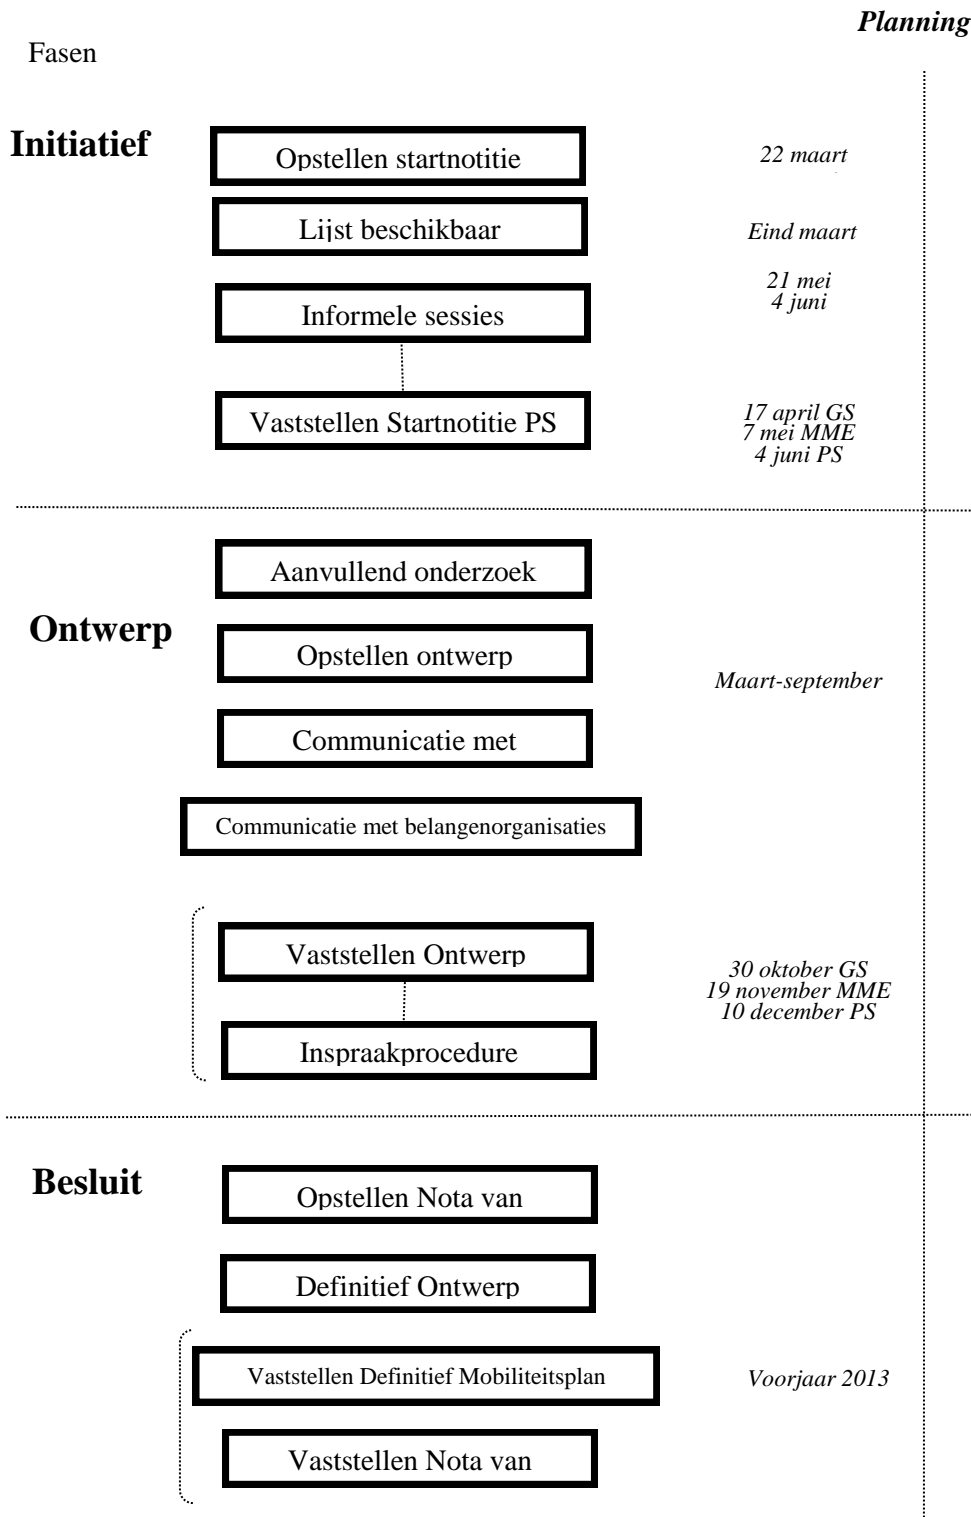 Planning
Fasen
Initiatief
Opstellen startnotitie
22 maart
Lijst beschikbaar
Eind maart
Informele sessies
21 mei
4 juni
Vaststellen Startnotitie PS
17 april GS
7 mei MME
4 juni PS
Aanvullend onderzoek
Ontwerp
Opstellen ontwerp
Maart-september
Communicatie met
Communicatie met belangenorganisaties
Vaststellen Ontwerp
30 oktober GS
19 november MME
10 december PS
Inspraakprocedure
Besluit
Opstellen Nota van
Definitief Ontwerp
Vaststellen Definitief Mobiliteitsplan
Voorjaar 2013
Vaststellen Nota van